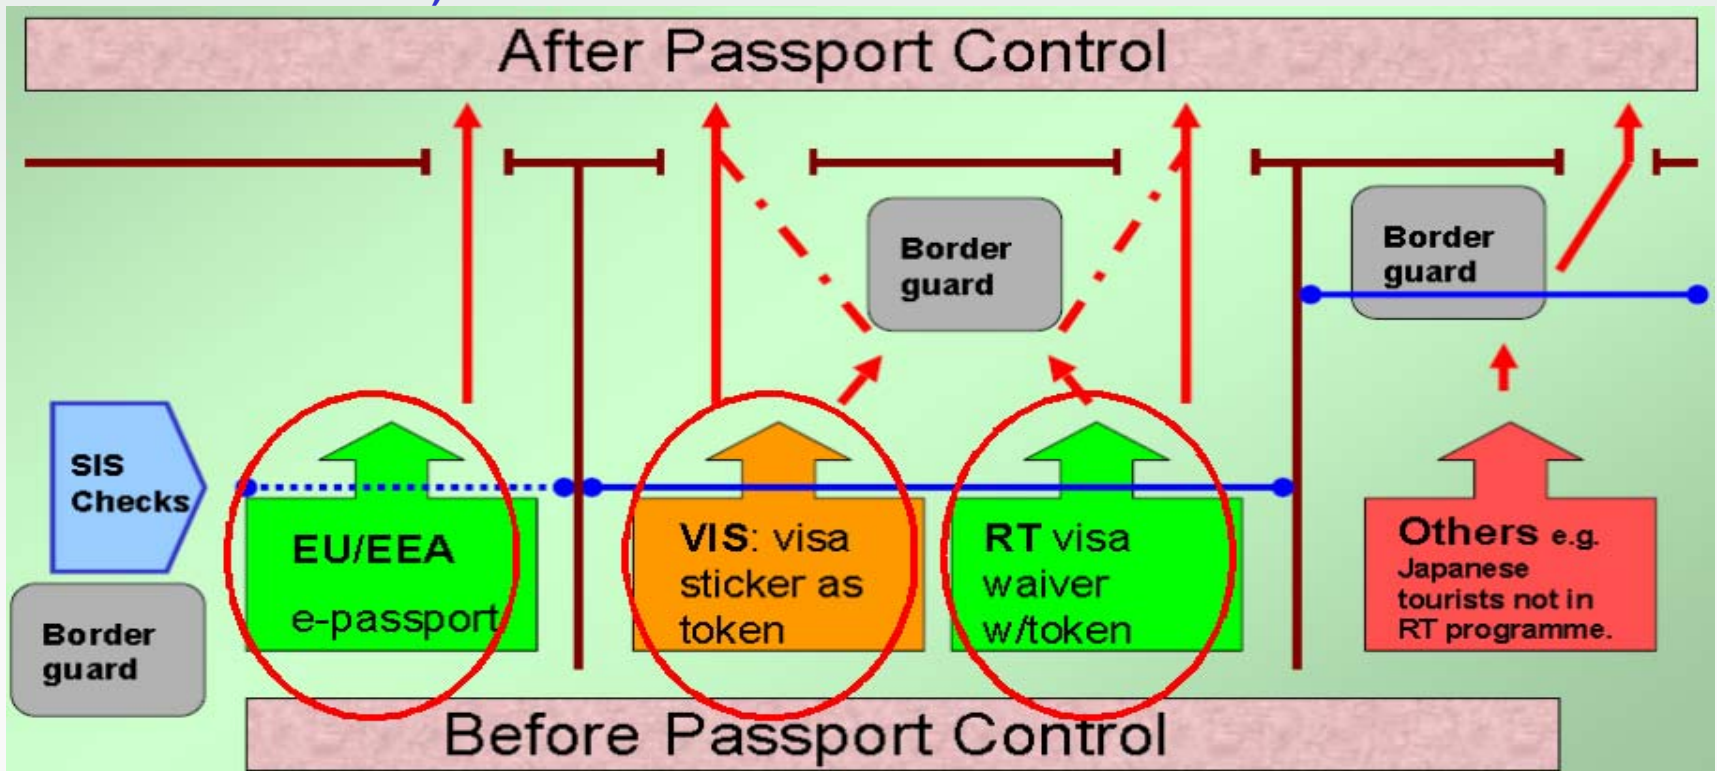 After Passport Control
Border
guard
Border
guard
SIS
Checks
EU/EEA
e-passport
VIS: visa
sticker as
token
RT visa
waiver
w/token
Others e.g.
Japanese
tourists not in
RT programme.
Border
guard
Before Passport Control